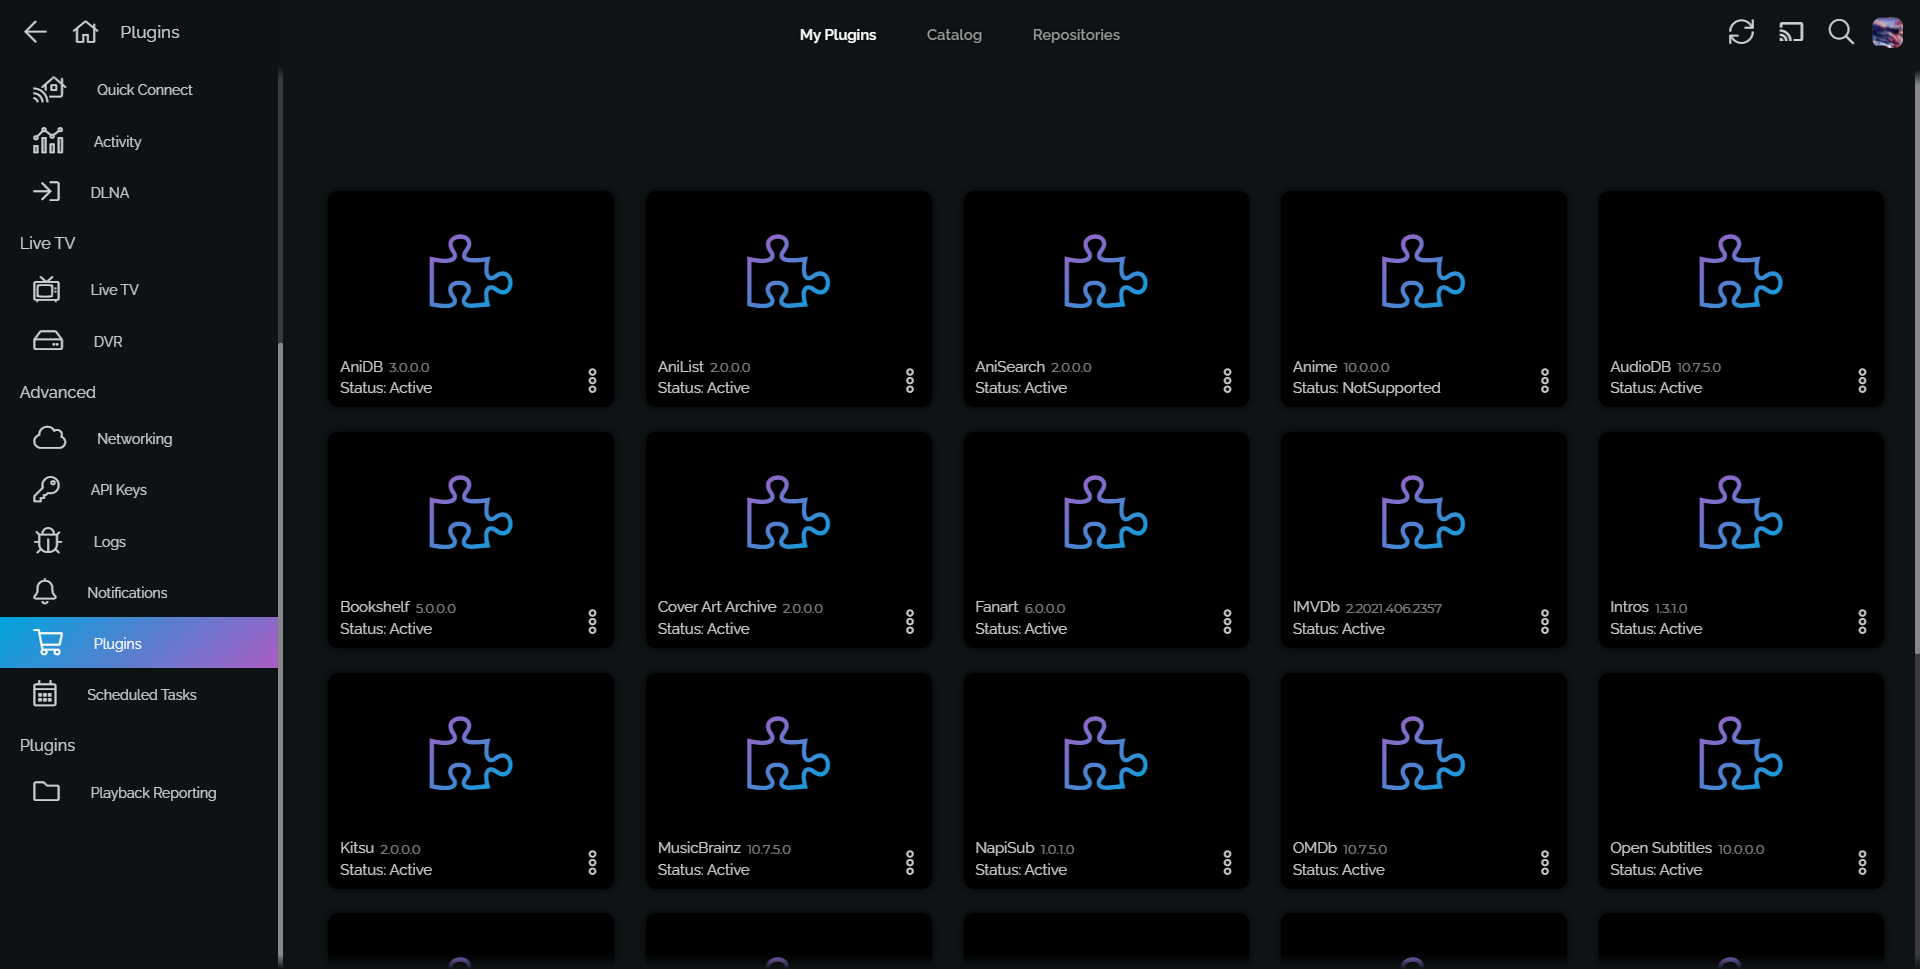 Plugins
My Plugins
Catalog
Repositories
Quick Connect
Activity
DLNA
Live TV
Live TV
DVR
Advanced
Networking
API Keys
Logs
Notifications
Plugins
Scheduled Tasks
Plugins
Playback Reporting
AniDB 3.0.0.0
Status: Active
AniList 2.0.0.0
Status: Active
AniSearch 2.0.0.0
Status: Active
Anime 10.0.0.0
Status: NotSupported
AudioDB 10.7.5.0
Status: Active
Bookshelf 5.0.0.0
Status: Active
Cover Art Archive 2.0.0.0
Status: Active
Fanart 6.0.0.0
Status: Active
IMVDb 2.2021.406.2357
Status: Active
Intros 1.3.1.0
Status: Active
Kitsu 2.0.0.0
Status: Active
MusicBrainz 10.7.5.0
Status: Active
NapiSub 1.0.1.0
Status: Active
OMDb 10.7.5.0
Status: Active
Open Subtitles 10.0.0.0
Status: Active